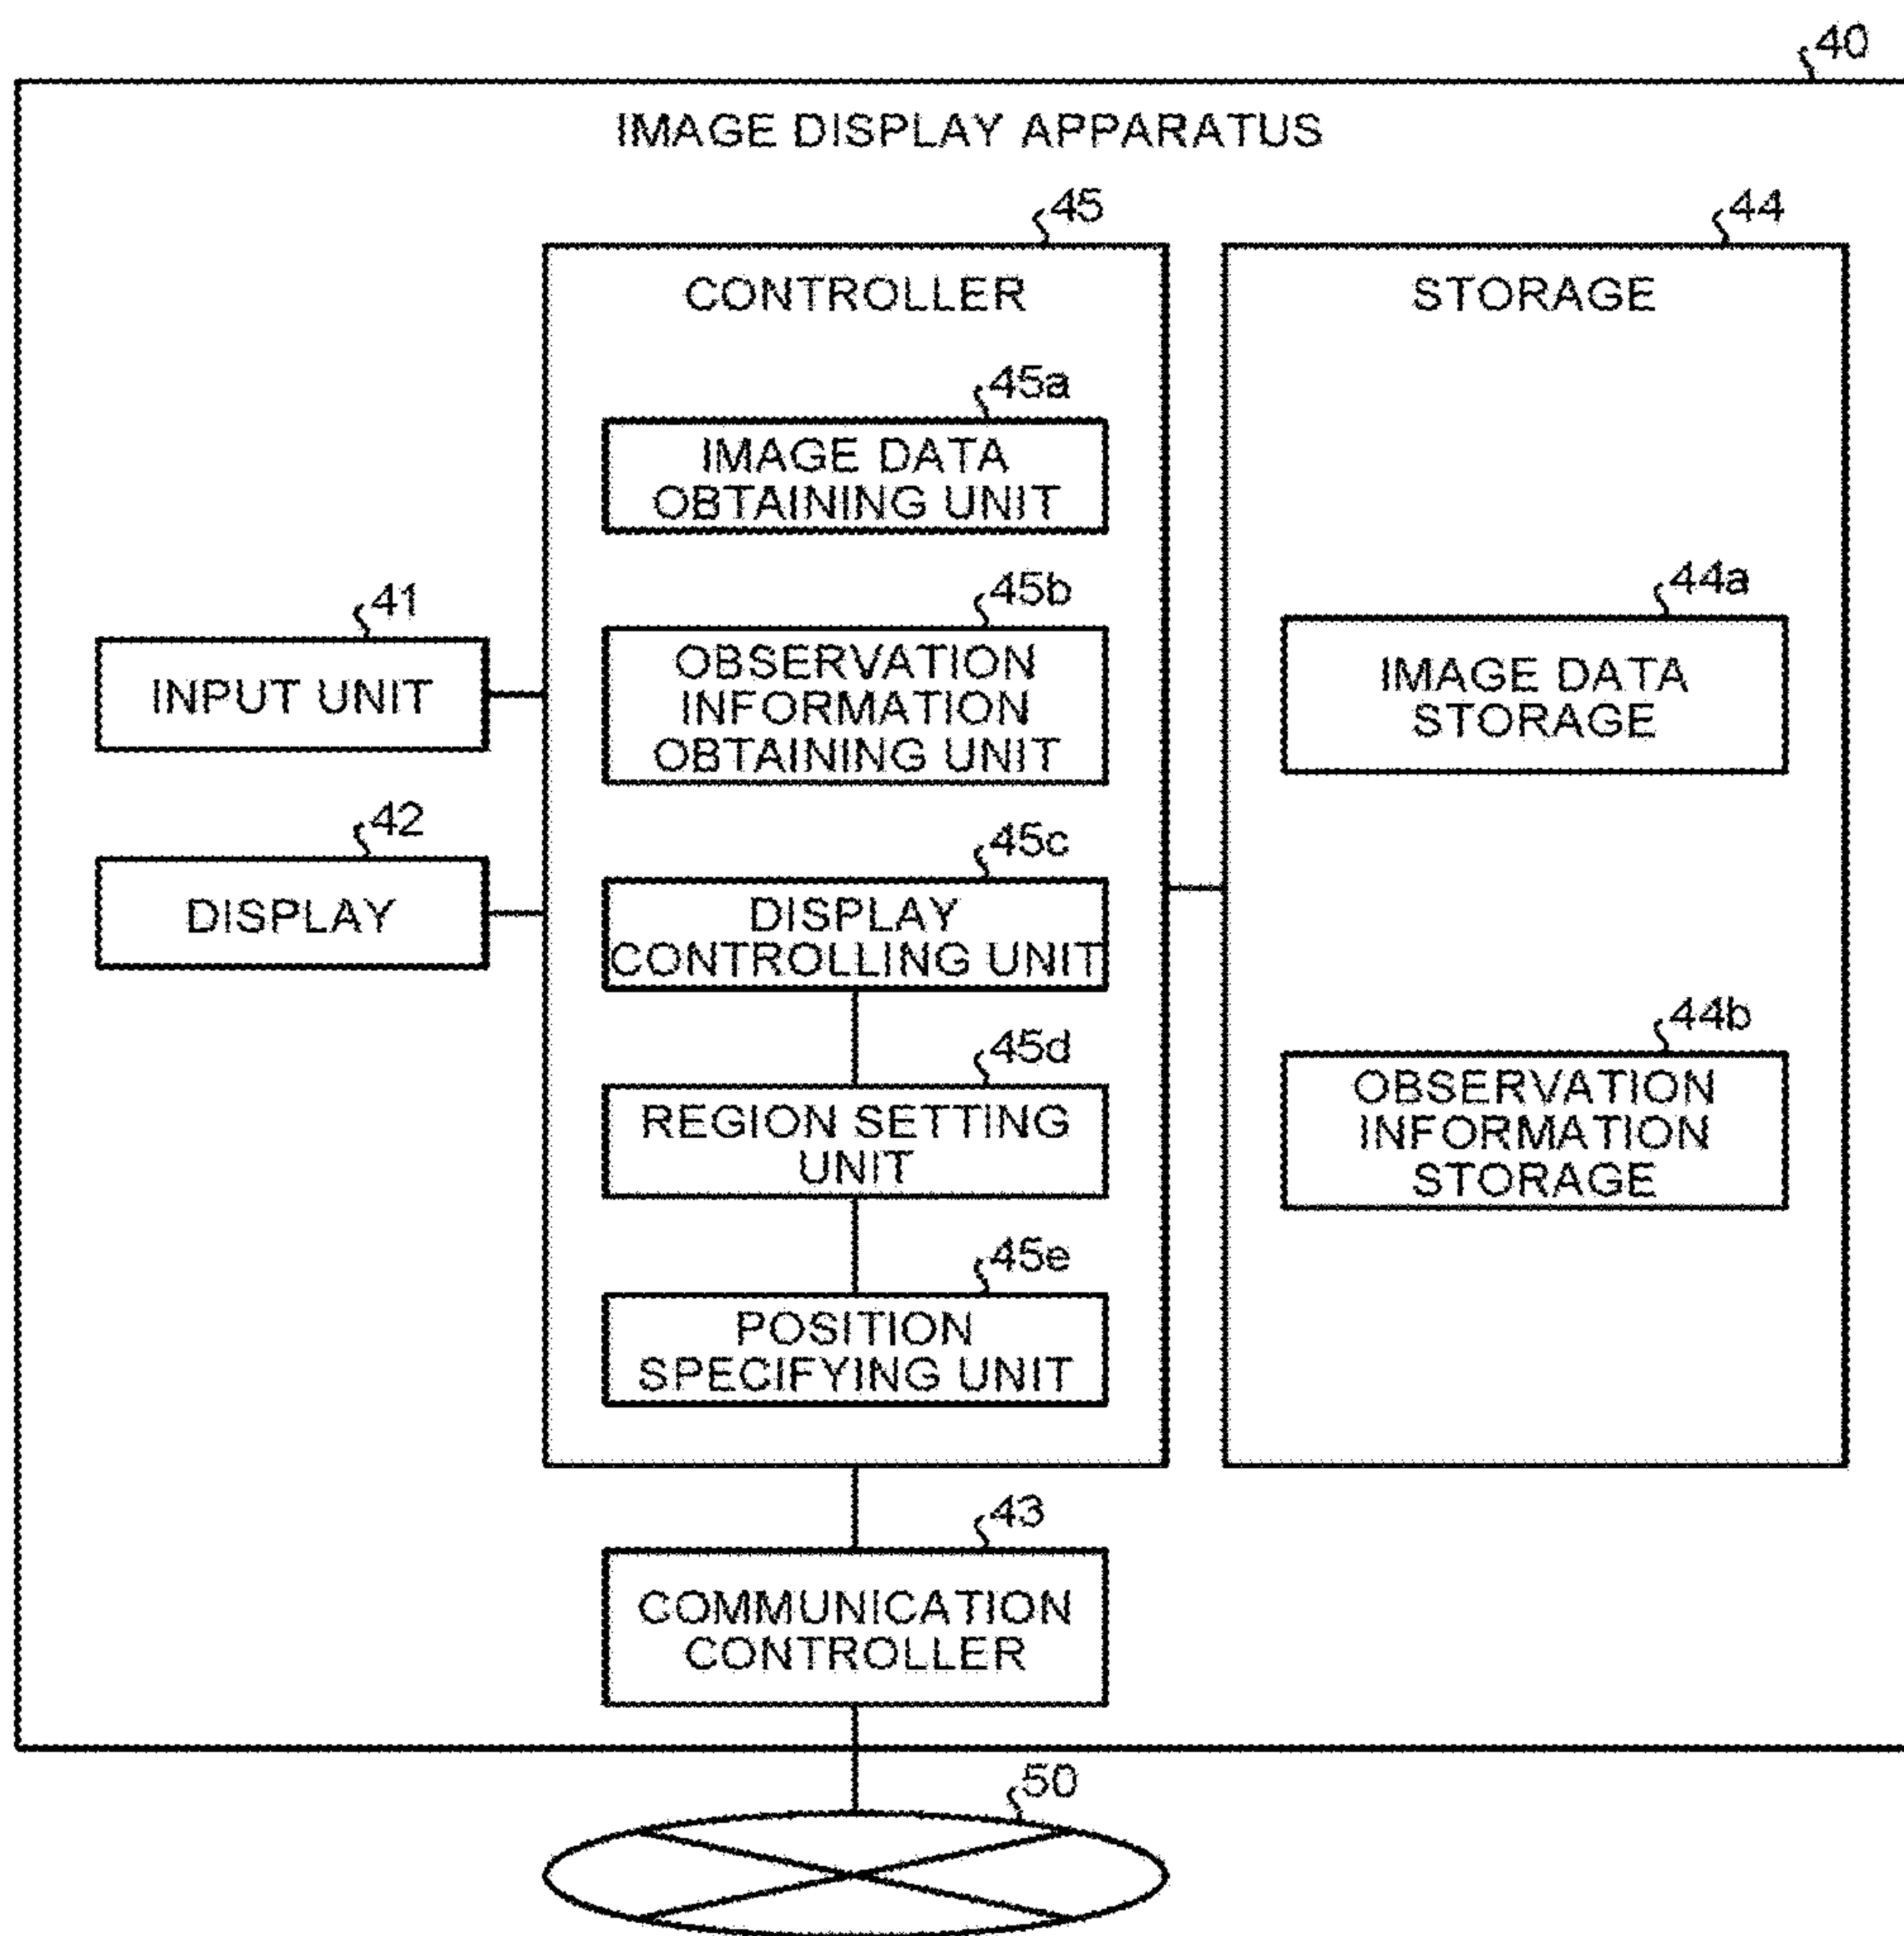 40
IMAGE DISPLAY APPARATUS
45
CONTROLLER
45a
IMAGE DATA
OBTAINING UNIT
45b
OBSERVATION
INFORMATION
OBTAINING UNIT
45c
DISPLAY
CONTROLLING UNIT
45d
REGION SETTING
UNIT
45e
POSITION
SPECIFYING UNIT
44
STORAGE
44a
IMAGE DATA
STORAGE
44b
OBSERVATION
INFORMATION
STORAGE
41
INPUT UNIT
42
DISPLAY
43
COMMUNICATION
CONTROLLER
50